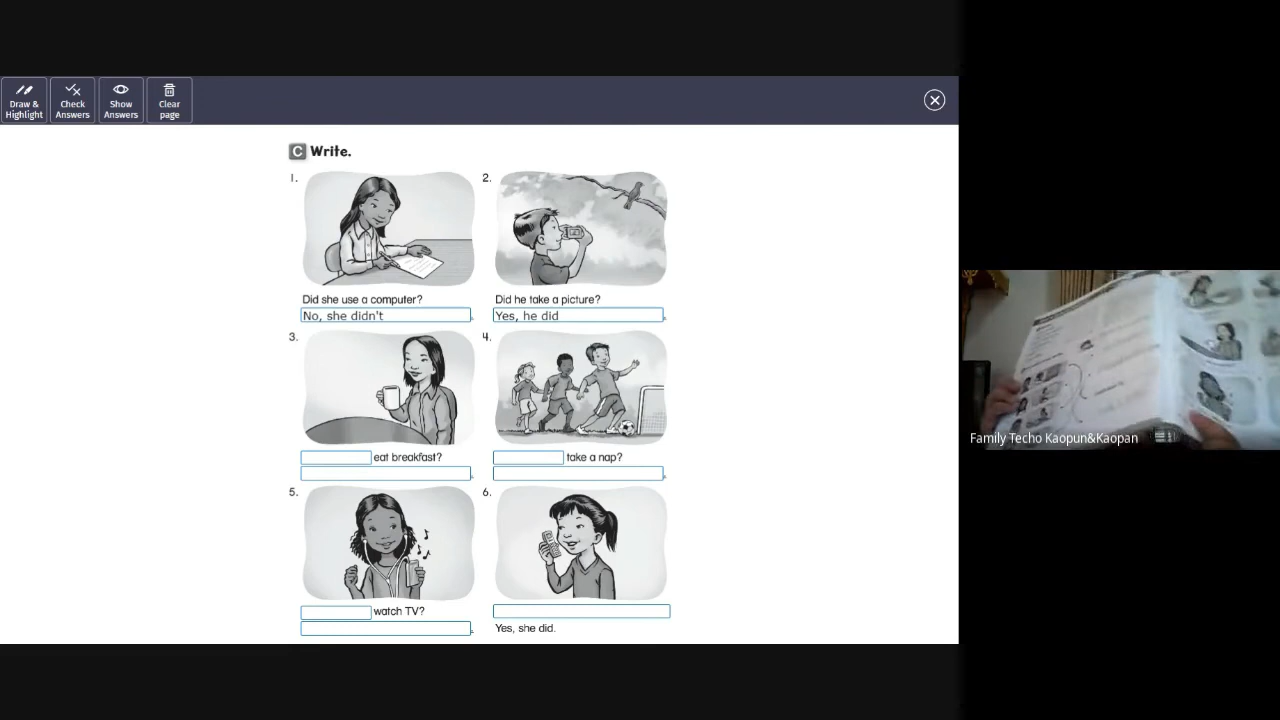 Draw &
Highlight
Check
Answers
Show
Answers
Clear
page
C Write.
1.
2.
Did she use a computer?
No, she didn't.
Did he take a picture?
Yes, he did.
3.
4.
eat breakfast?
.
take a nap?
.
5.
6.
watch TV?
.
Yes, she did.
Family Techo Kaopun&Kaopan